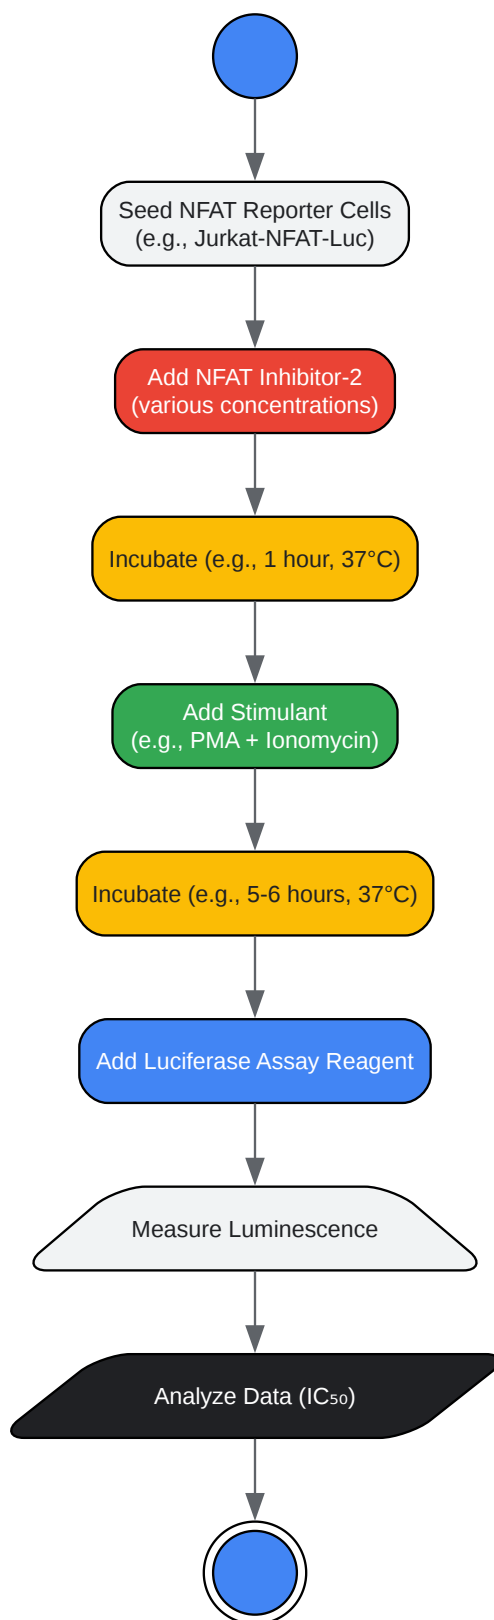 Seed NFAT Reporter Cells
(e.g., Jurkat-NFAT-Luc)
Add NFAT Inhibitor-2
(various concentrations)
Incubate (e.g., 1 hour, 37°C)
Add Stimulant
(e.g., PMA + Ionomycin)
Incubate (e.g., 5-6 hours, 37°C)
Add Luciferase Assay Reagent
Measure Luminescence
Analyze Data (IC₅₀)